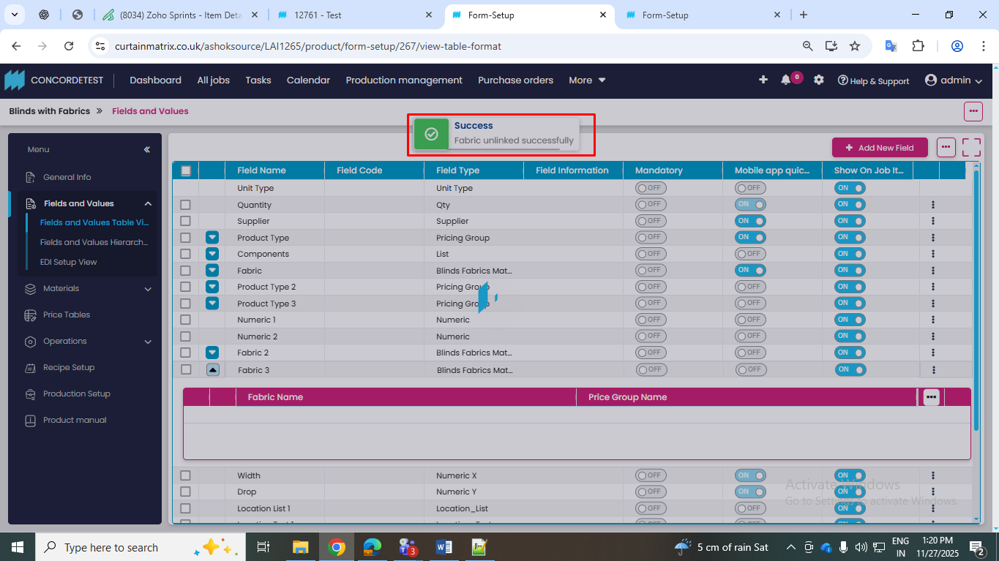 (8034) Zoho Sprints - Item Deta
12761 - Test
Form-Setup
Form-Setup
curtainmatrix.co.uk/ashoksource/LAI1265/product/form-setup/267/view-table-format
CONCORDETEST
Dashboard
All jobs
Tasks
Calendar
Production management
Purchase orders
More
0
Help & Support
admin
Blinds with Fabrics
Fields and Values
Success
Fabric unlinked successfully
Menu
General Info
Fields and Values
Fields and Values Table Vi...
Fields and Values Hierarch...
EDI Setup View
Materials
Price Tables
Operations
Recipe Setup
Production Setup
Product manual
Add New Field
Field Name Field Code Field Type Field Information Mandatory Mobile app quic... Show On Job It...
Unit Type Unit Type OFF OFF ON
Quantity Qty OFF ON ON
Supplier Supplier OFF ON ON
Product Type Pricing Group OFF ON ON
Components List OFF OFF ON
Fabric Blinds Fabrics Mat... OFF ON ON
Product Type 2 Pricing Group OFF OFF ON
Product Type 3 Pricing Group OFF OFF ON
Numeric 1 Numeric OFF OFF ON
Numeric 2 Numeric OFF OFF ON
Fabric 2 Blinds Fabrics Mat... OFF OFF ON
Fabric 3 Blinds Fabrics Mat... OFF OFF ON
Fabric Name Price Group Name
Width Numeric X OFF ON ON
Drop Numeric Y OFF ON ON
Location List 1 Location_List OFF OFF ON
Activate Windows
Go to Settings to activate Windows.
Type here to search
3
5 cm of rain Sat
ENG
IN
1:20 PM
11/27/2025
2